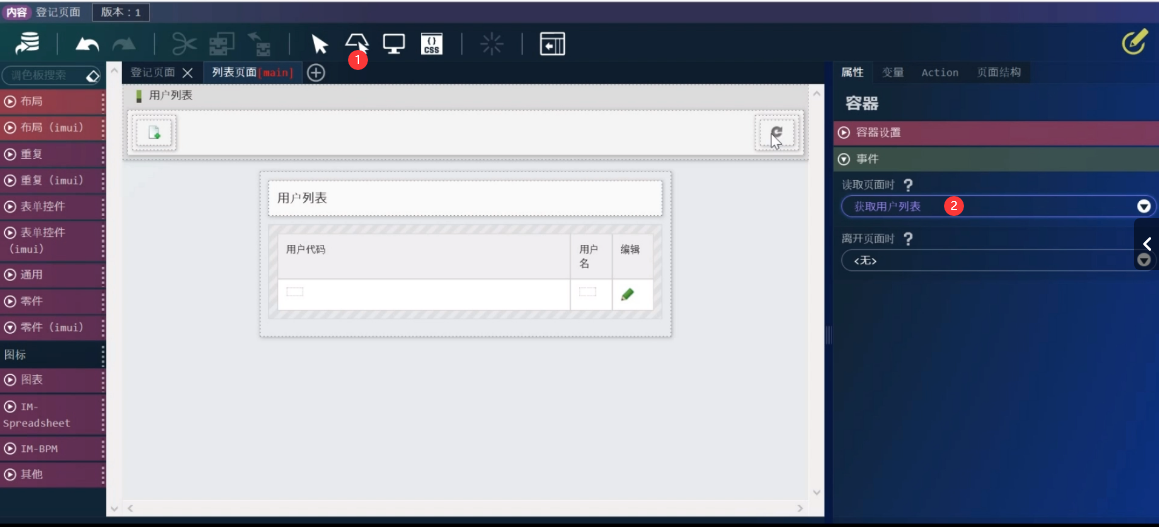 内容 登记页面 版本:1
1
{} CSS
调色板搜索
登记页面 列表页面[main]
属性 变量 Action 页面结构
布局
布局 (imui)
重复
重复 (imui)
表单控件
表单控件
(imui)
通用
零件
零件 (imui)
图标
图表
IM-
Spreadsheet
IM-BPM
其他
用户列表
用户列表
用户代码 用户 编辑
名
容器
容器设置
事件
读取页面时 ?
获取用户列表 2
离开页面时 ?
<无>